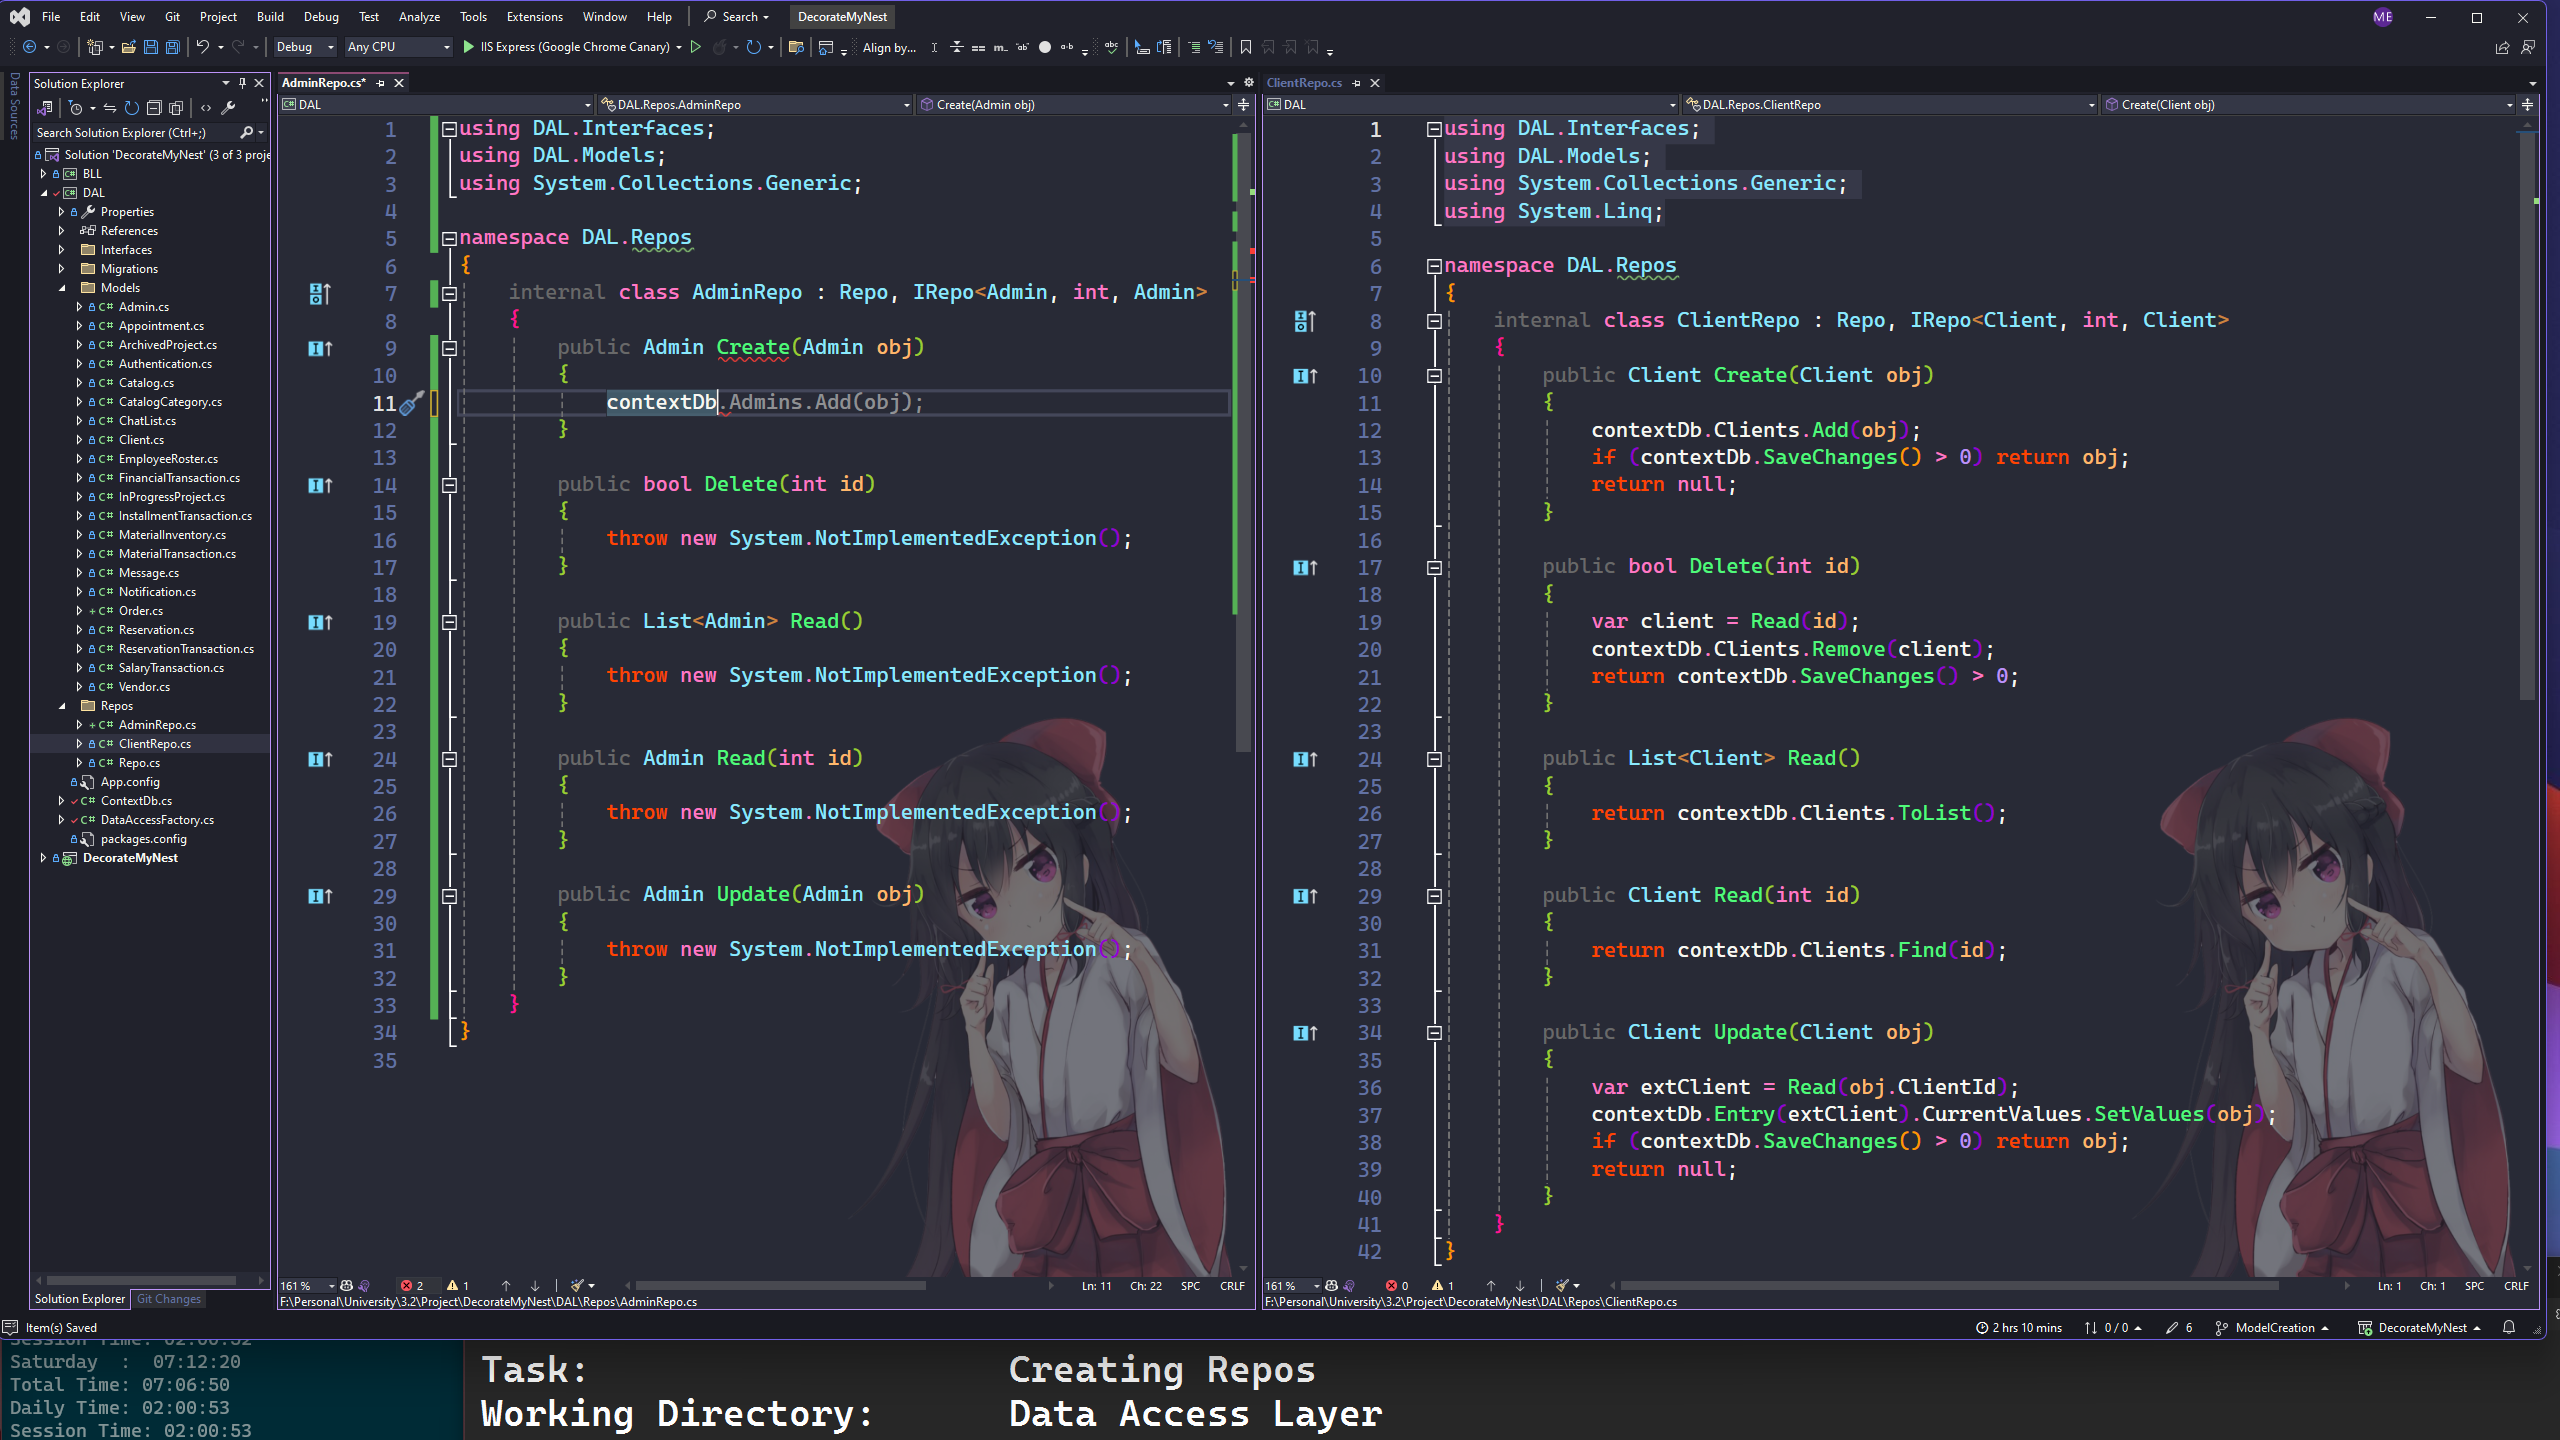 File Edit View Git Project Build Debug Test Analyze Tools Extensions Window Help Search DecorateMyNest ME
Debug Any CPU IIS Express (Google Chrome Canary) Align by...
Data Sources
Solution Explorer
Search Solution Explorer (Ctrl+;)
Solution 'DecorateMyNest' (3 of 3 proje
BLL
DAL
Properties
References
Interfaces
Migrations
Models
C# Admin.cs
C# Appointment.cs
C# ArchivedProject.cs
C# Authentication.cs
C# Catalog.cs
C# CatalogCategory.cs
C# ChatList.cs
C# Client.cs
C# EmployeeRoster.cs
C# FinancialTransaction.cs
C# InProgressProject.cs
C# InstallmentTransaction.cs
C# MaterialInventory.cs
C# MaterialTransaction.cs
C# Message.cs
C# Notification.cs
+ C# Order.cs
C# Reservation.cs
C# ReservationTransaction.cs
C# SalaryTransaction.cs
C# Vendor.cs
Repos
+ C# AdminRepo.cs
C# ClientRepo.cs
C# Repo.cs
App.config
C# ContextDb.cs
C# DataAccessFactory.cs
packages.config
DecorateMyNest
Solution Explorer Git Changes
AdminRepo.cs*
DAL DAL.Repos.AdminRepo Create(Admin obj)
1 using DAL.Interfaces;
2 using DAL.Models;
3 using System.Collections.Generic;
4
5 namespace DAL.Repos
6 {
7 internal class AdminRepo : Repo, IRepo<Admin, int, Admin>
8 {
9 public Admin Create(Admin obj)
10 {
11 contextDb.Admins.Add(obj);
12 }
13
14 public bool Delete(int id)
15 {
16 throw new System.NotImplementedException();
17 }
18
19 public List<Admin> Read()
20 {
21 throw new System.NotImplementedException();
22 }
23
24 public Admin Read(int id)
25 {
26 throw new System.NotImplementedException();
27 }
28
29 public Admin Update(Admin obj)
30 {
31 throw new System.NotImplementedException();
32 }
33 }
34 }
35
161 % 2 1 Ln: 11 Ch: 22 SPC CRLF
F:\Personal\University\3.2\Project\DecorateMyNest\DAL\Repos\AdminRepo.cs
ClientRepo.cs
DAL DAL.Repos.ClientRepo Create(Client obj)
1 using DAL.Interfaces;
2 using DAL.Models;
3 using System.Collections.Generic;
4 using System.Linq;
5
6 namespace DAL.Repos
7 {
8 internal class ClientRepo : Repo, IRepo<Client, int, Client>
9 {
10 public Client Create(Client obj)
11 {
12 contextDb.Clients.Add(obj);
13 if (contextDb.SaveChanges() > 0) return obj;
14 return null;
15 }
16
17 public bool Delete(int id)
18 {
19 var client = Read(id);
20 contextDb.Clients.Remove(client);
21 return contextDb.SaveChanges() > 0;
22 }
23
24 public List<Client> Read()
25 {
26 return contextDb.Clients.ToList();
27 }
28
29 public Client Read(int id)
30 {
31 return contextDb.Clients.Find(id);
32 }
33
34 public Client Update(Client obj)
35 {
36 var extClient = Read(obj.ClientId);
37 contextDb.Entry(extClient).CurrentValues.SetValues(obj);
38 if (contextDb.SaveChanges() > 0) return obj;
39 return null;
40 }
41 }
42 }
161 % 0 1 Ln: 1 Ch: 1 SPC CRLF
F:\Personal\University\3.2\Project\DecorateMyNest\DAL\Repos\ClientRepo.cs
Item(s) Saved 2 hrs 10 mins 0 / 0 6 ModelCreation DecorateMyNest
Session Time: 02:00:52
Saturday : 07:12:20
Total Time: 07:06:50
Daily Time: 02:00:53
Session Time: 02:00:53
Task: Creating Repos
Working Directory: Data Access Layer